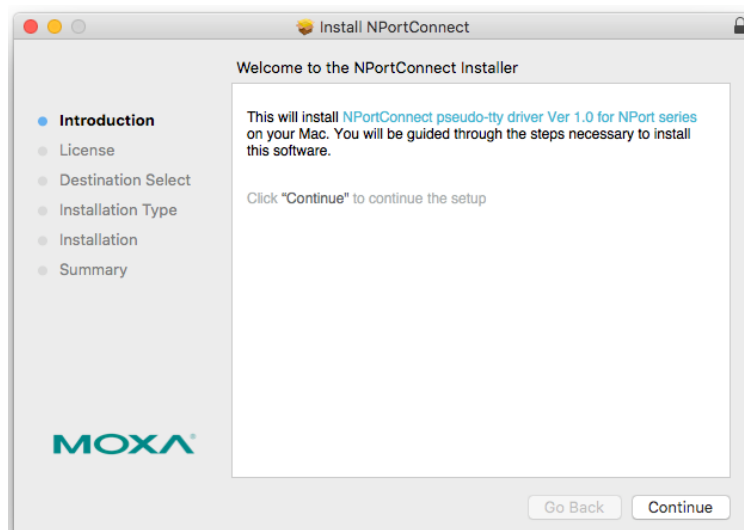 Install NPortConnect
Welcome to the NPortConnect Installer
Introduction
License
Destination Select
Installation Type
Installation
Summary
This will install NPortConnect pseudo-tty driver Ver 1.0 for NPort series
on your Mac. You will be guided through the steps necessary to install
this software.
Click "Continue" to continue the setup
MOXA
Go Back
Continue